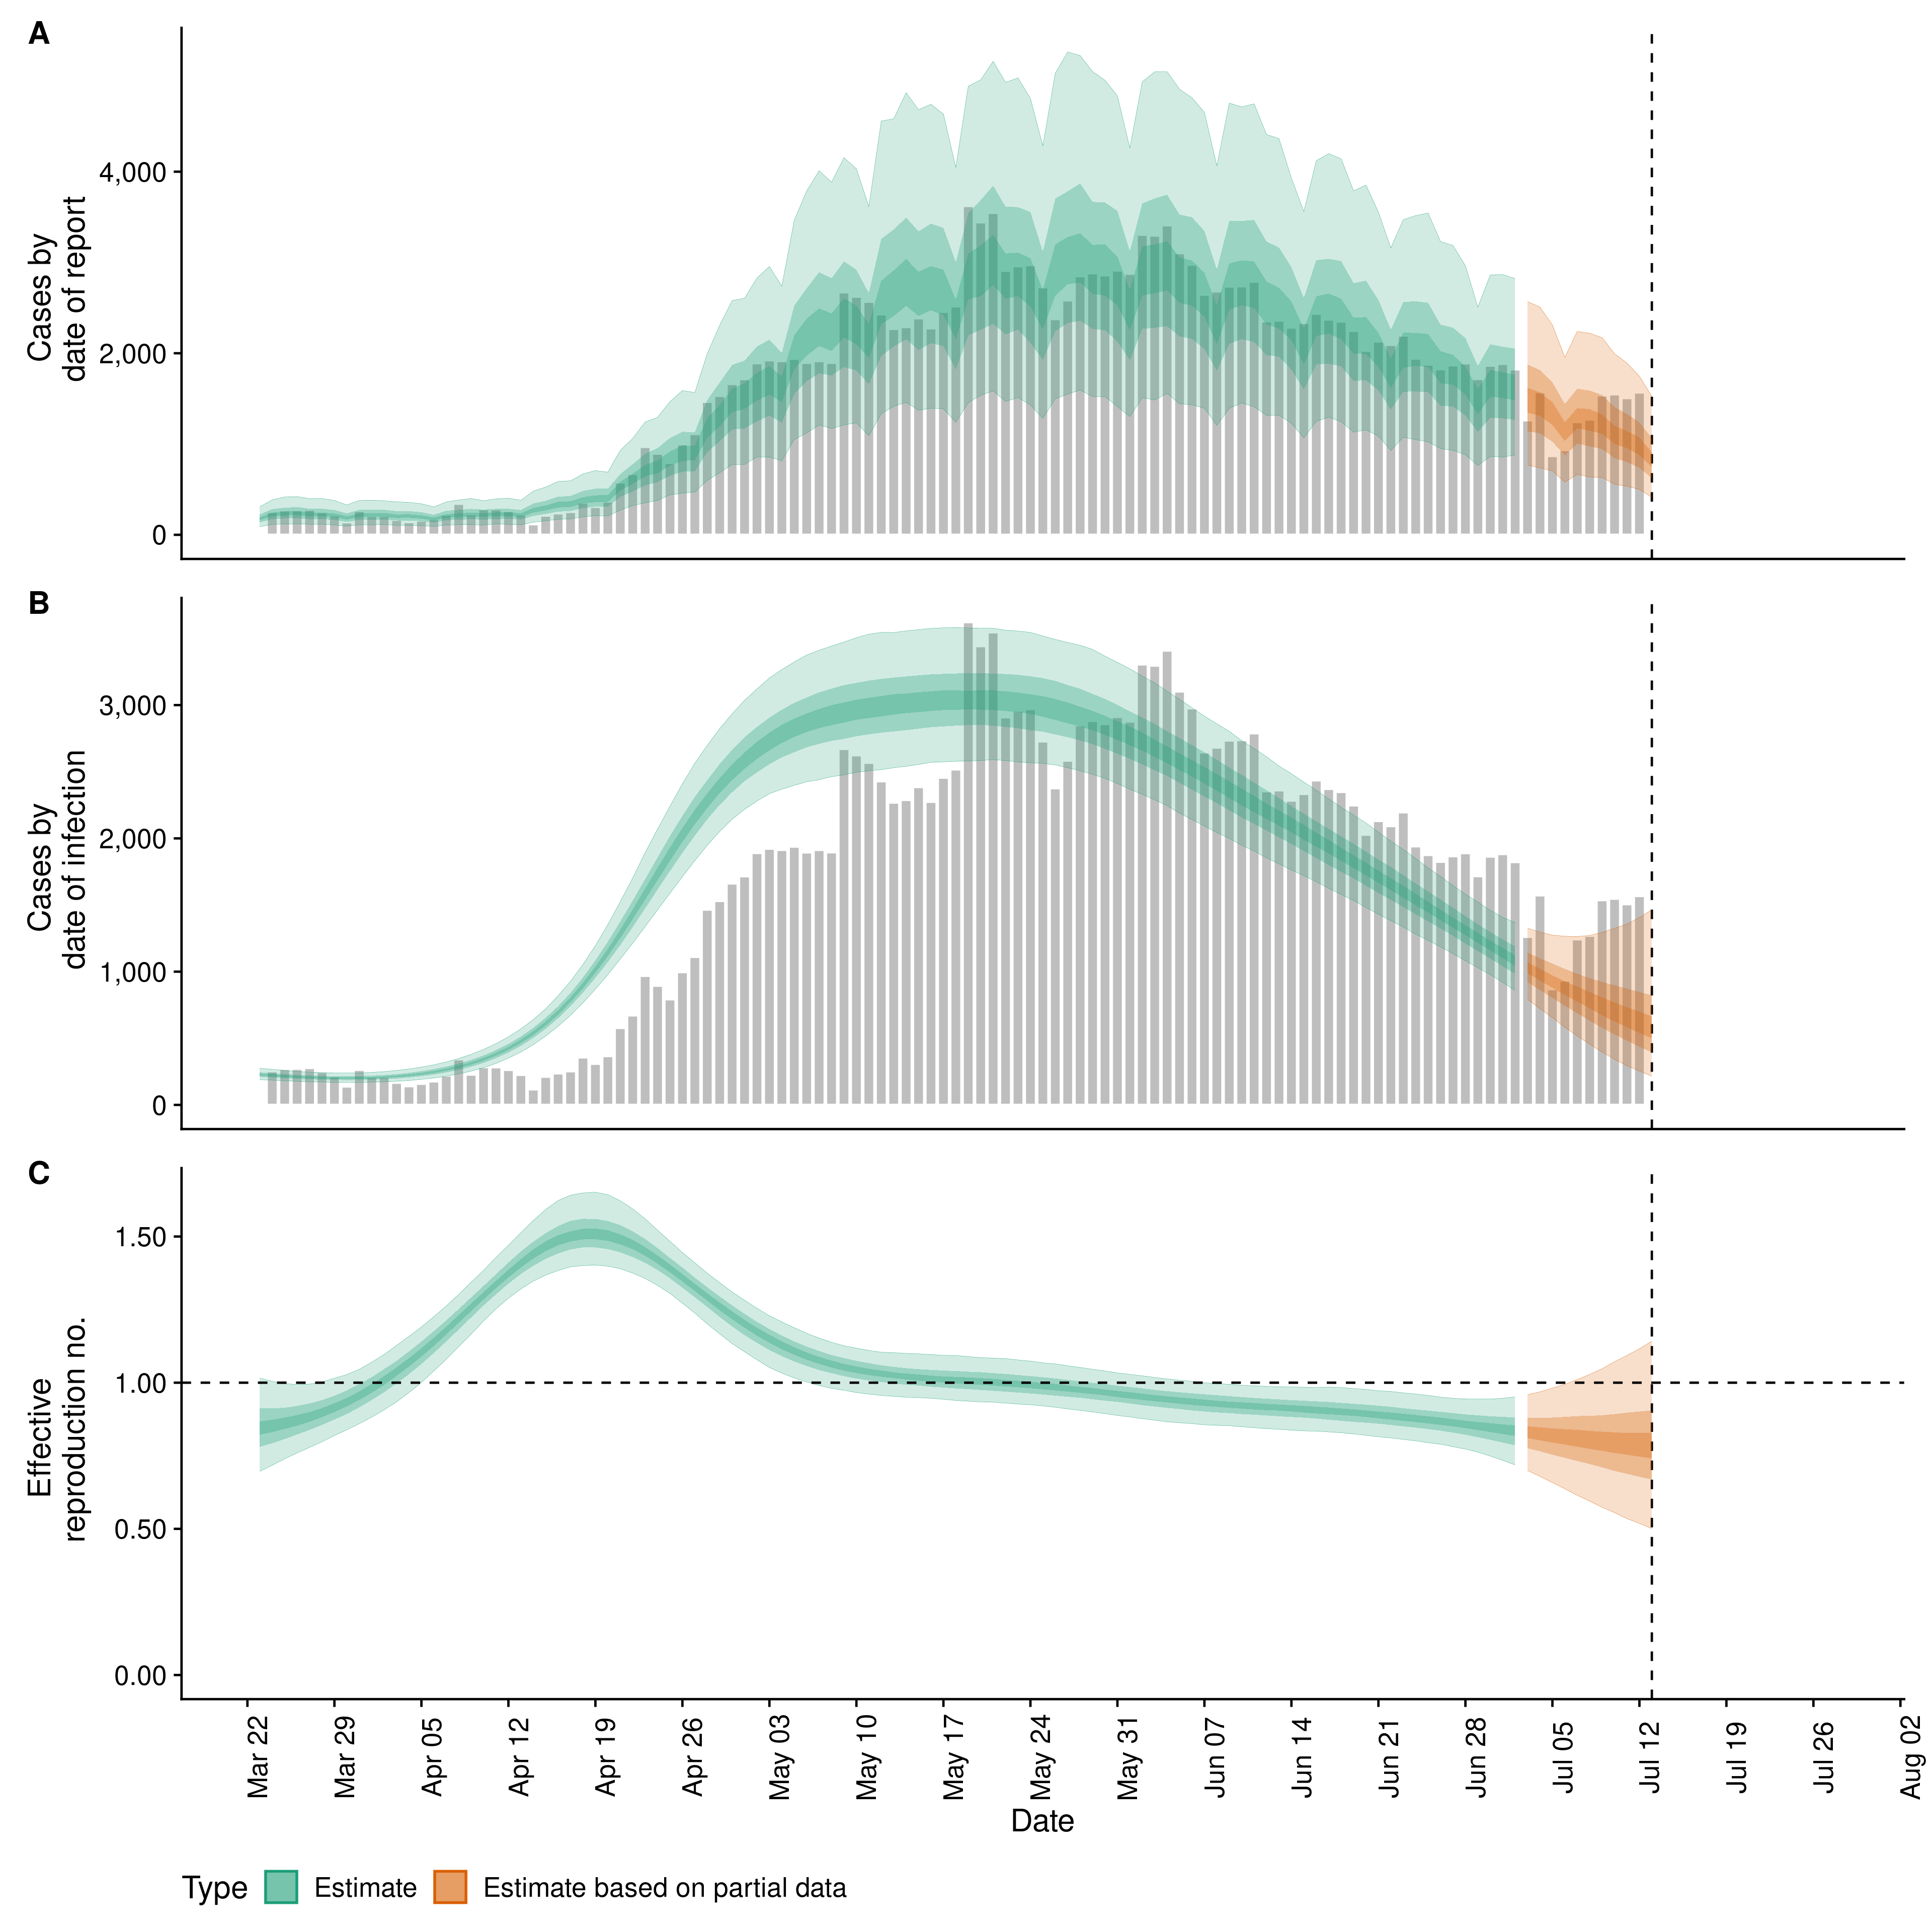 A
Cases by
date of report
4,000
2,000
0
B
Cases by
date of infection
3,000
2,000
1,000
0
C
Effective
reproduction no.
1.50
1.00
0.50
0.00
Mar 22
Mar 29
Apr 05
Apr 12
Apr 19
Apr 26
May 03
May 10
May 17
May 24
May 31
Jun 07
Jun 14
Jun 21
Jun 28
Jul 05
Jul 12
Jul 19
Jul 26
Aug 02
Date
Type Estimate Estimate based on partial data